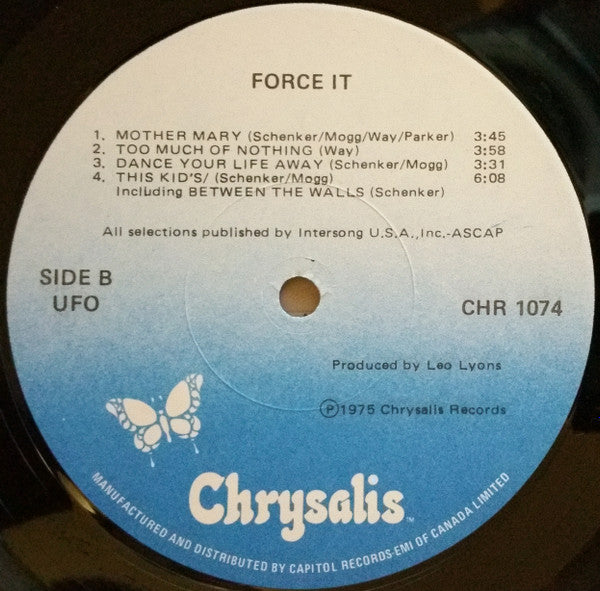 FORCE IT
1. MOTHER MARY (Schenker/Mogg/Way/Parker) 3:45
2. TOO MUCH OF NOTHING (Way) 3:58
3. DANCE YOUR LIFE AWAY (Schenker/Mogg) 3:31
4. THIS KID'S/ (Schenker/Mogg) 6:08
Including BETWEEN THE WALLS (Schenker)
All selections published by Intersong U.S.A.,Inc.-ASCAP
SIDE B
UFO
CHR 1074
Produced by Leo Lyons
Ⓟ1975 Chrysalis Records
Chrysalis™
MANUFACTURED AND DISTRIBUTED BY CAPITOL RECORDS-EMI OF CANADA LIMITED